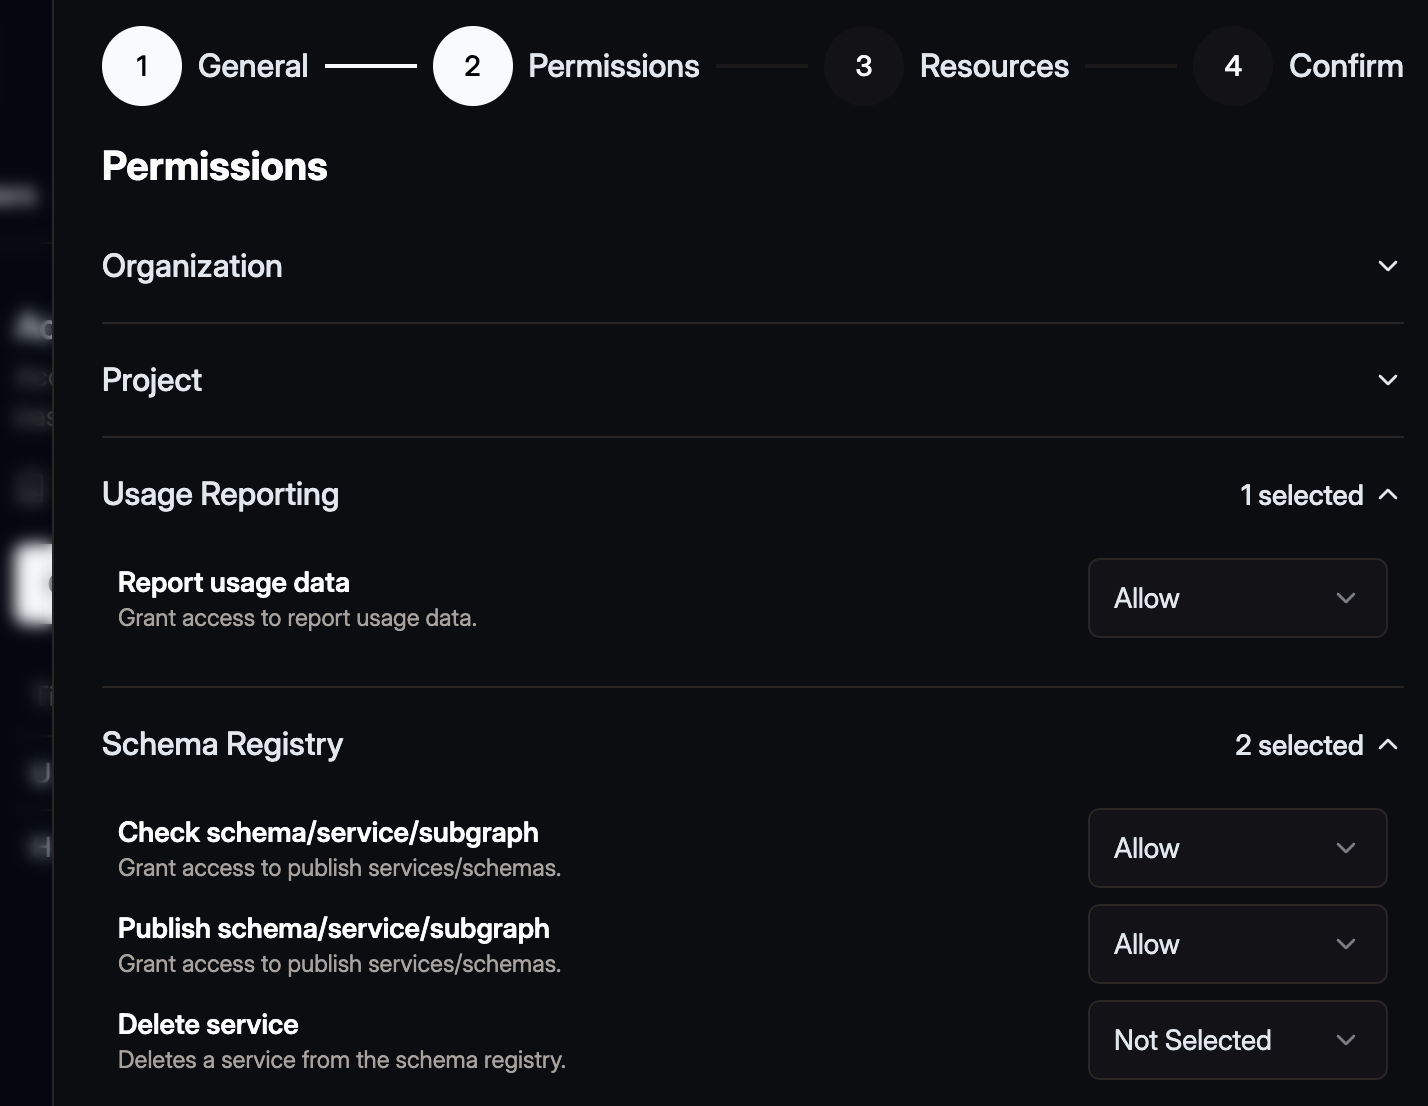 1 General 2 Permissions 3 Resources 4 Confirm
Permissions
Organization
Project
Usage Reporting 1 selected
Report usage data
Grant access to report usage data.
Allow
Schema Registry 2 selected
Check schema/service/subgraph
Grant access to publish services/schemas.
Allow
Publish schema/service/subgraph
Grant access to publish services/schemas.
Allow
Delete service
Deletes a service from the schema registry.
Not Selected